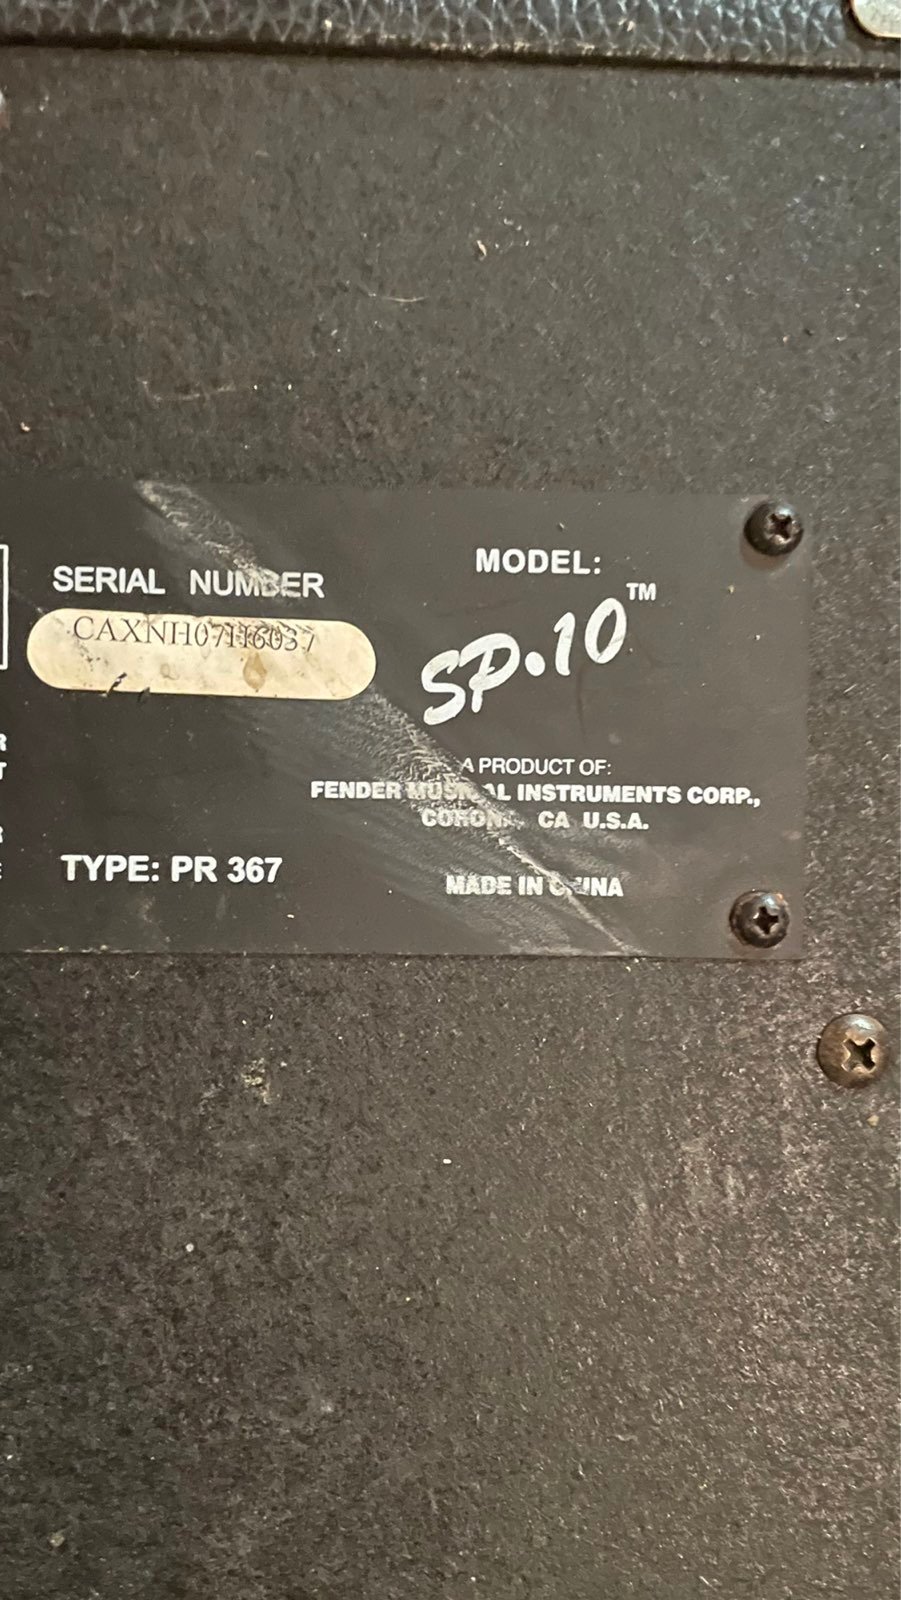 SERIAL NUMBER
CAXNH07H6037
MODEL:
SP.10™
A PRODUCT OF:
FENDER MUSICAL INSTRUMENTS CORP.,
CORONA, CA U.S.A.
TYPE: PR 367
MADE IN CHINA
R
T
R
E